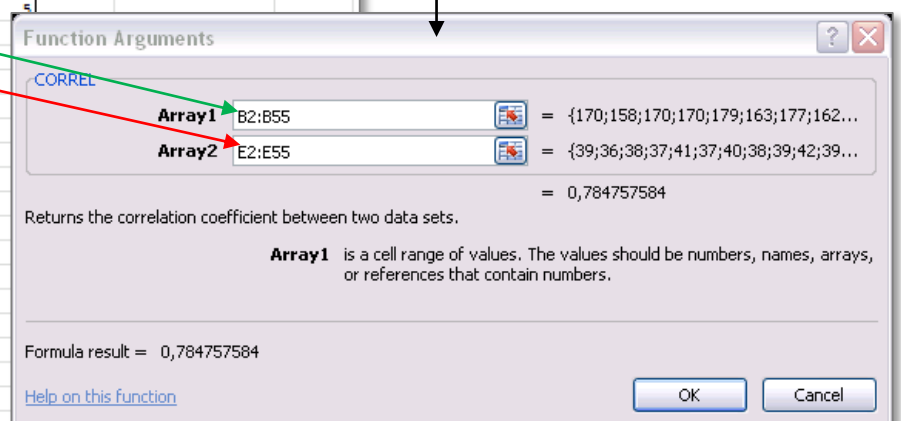 5
Function Arguments
CORREL
Array1 B2:B55 = {170;158;170;170;179;163;177;162...
Array2 E2:E55 = {39;36;38;37;41;37;40;38;39;42;39...
= 0,784757584
Returns the correlation coefficient between two data sets.
Array1 is a cell range of values. The values should be numbers, names, arrays,
or references that contain numbers.
Formula result = 0,784757584
Help on this function
OK Cancel